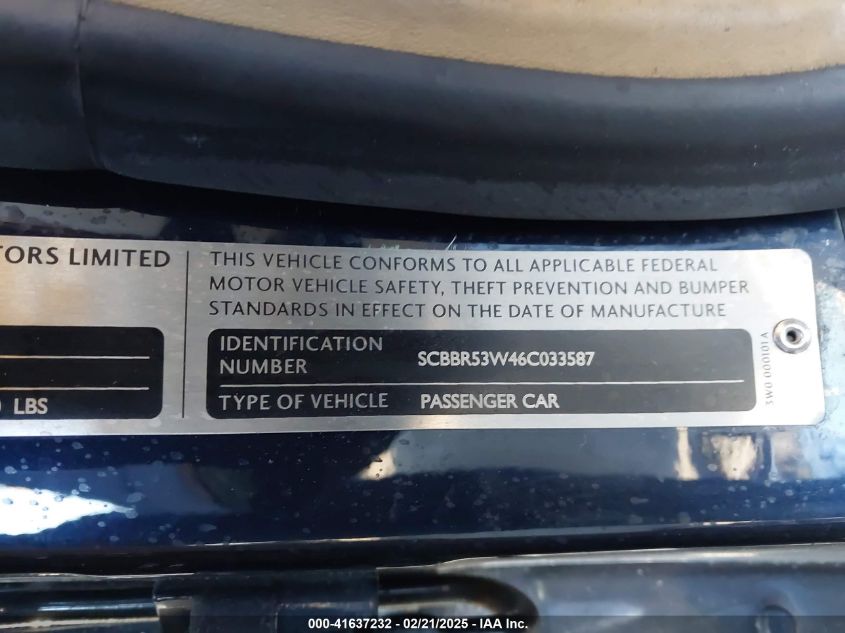 TORS LIMITED
THIS VEHICLE CONFORMS TO ALL APPLICABLE FEDERAL
MOTOR VEHICLE SAFETY, THEFT PREVENTION AND BUMPER
STANDARDS IN EFFECT ON THE DATE OF MANUFACTURE
IDENTIFICATION
NUMBER
SCBBR53W46C033587
LBS
TYPE OF VEHICLE
PASSENGER CAR
3W0 000101 A
000-41637232 - 02/21/2025 - IAA Inc.